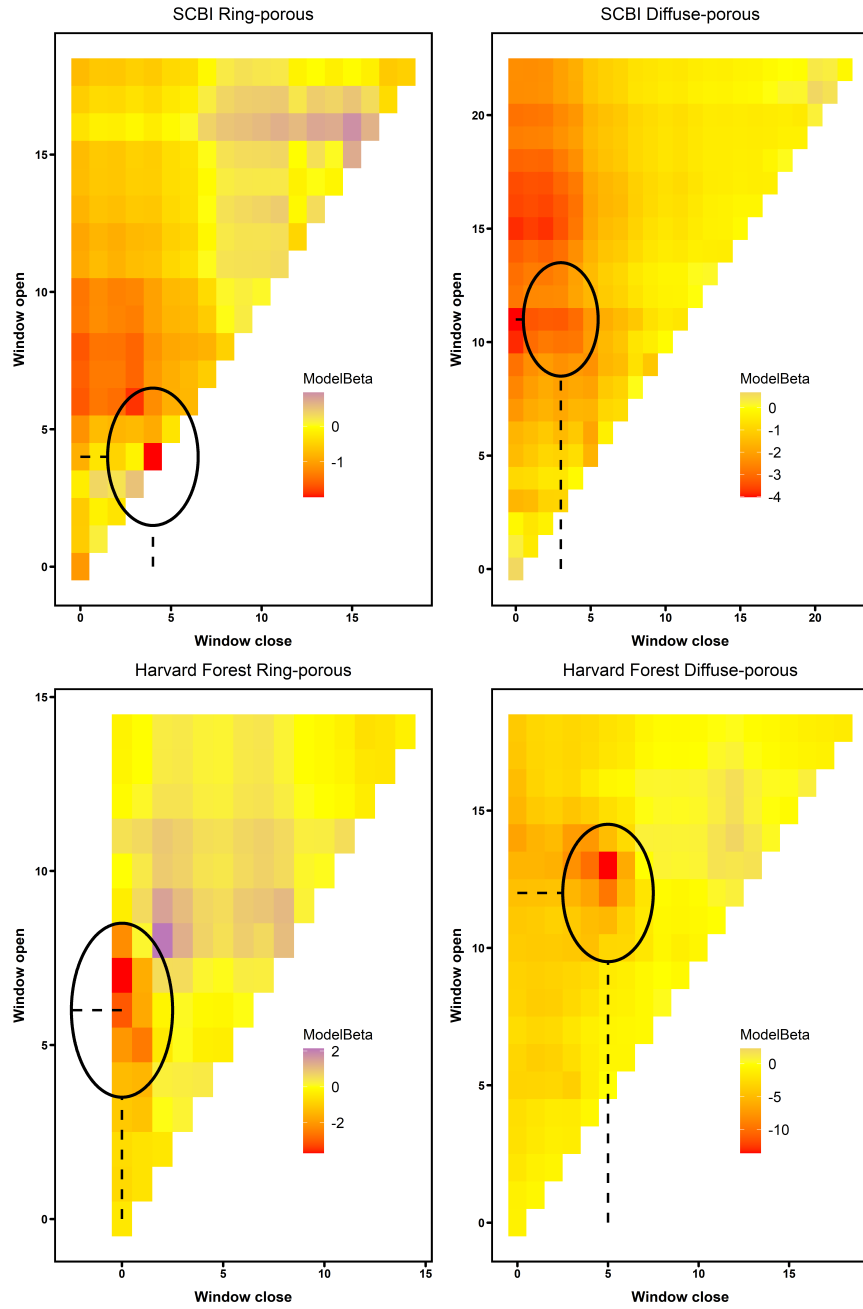 SCBI Ring-porous
Window open
15
10
5
0
0
5
10
15
Window close
ModelBeta
0
-1
SCBI Diffuse-porous
Window open
20
15
10
5
0
0
5
10
15
20
Window close
ModelBeta
0
-1
-2
-3
-4
Harvard Forest Ring-porous
Window open
15
10
5
0
0
5
10
15
Window close
ModelBeta
2
0
-2
Harvard Forest Diffuse-porous
Window open
15
10
5
0
0
5
10
15
Window close
ModelBeta
0
-5
-10